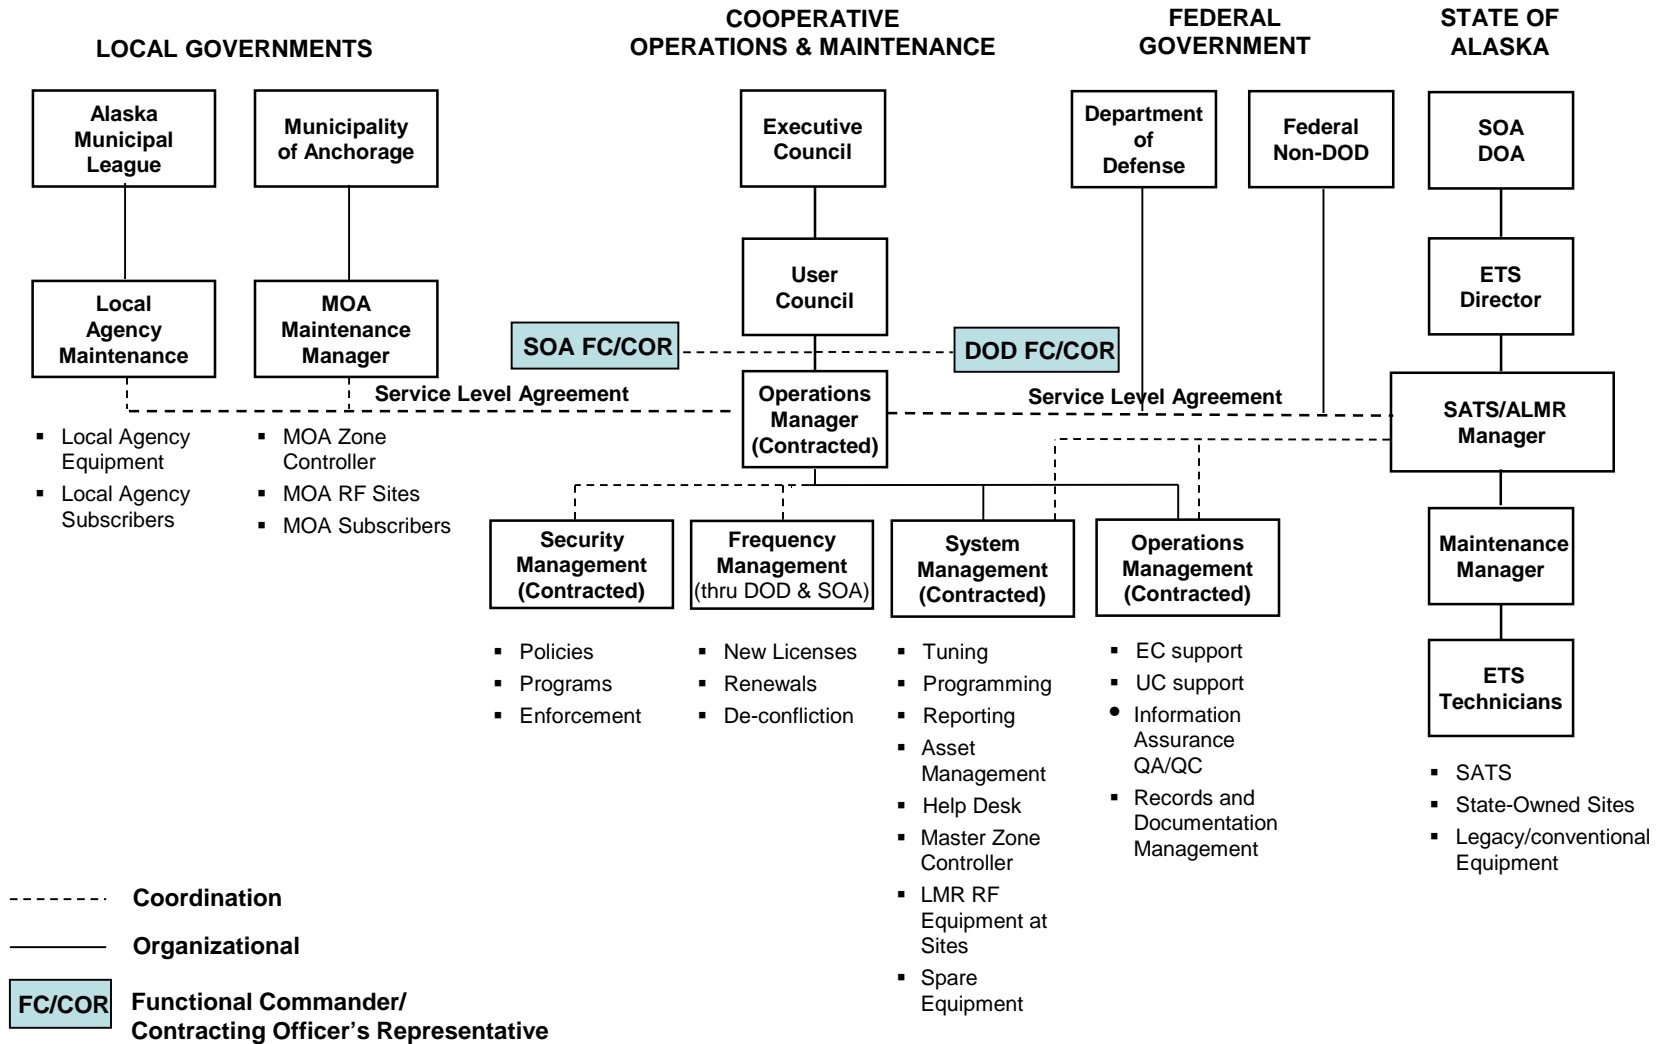 LOCAL GOVERNMENTS
COOPERATIVE
OPERATIONS & MAINTENANCE
FEDERAL
GOVERNMENT
STATE OF
ALASKA
Alaska
Municipal
League
Municipality
of Anchorage
Executive
Council
Department
of
Defense
Federal
Non-DOD
SOA
DOA
Local
Agency
Maintenance
MOA
Maintenance
Manager
User
Council
ETS
Director
SOA FC/COR
DOD FC/COR
Service Level Agreement
Operations
Manager
(Contracted)
Service Level Agreement
SATS/ALMR
Manager
▪ Local Agency
Equipment
▪ Local Agency
Subscribers
▪ MOA Zone
Controller
▪ MOA RF Sites
▪ MOA Subscribers
Security
Management
(Contracted)
Frequency
Management
(thru DOD & SOA)
System
Management
(Contracted)
Operations
Management
(Contracted)
Maintenance
Manager
▪ Policies
▪ Programs
▪ Enforcement
▪ New Licenses
▪ Renewals
▪ De-confliction
▪ Tuning
▪ Programming
▪ Reporting
▪ Asset
Management
▪ Help Desk
▪ Master Zone
Controller
▪ LMR RF
Equipment at
Sites
▪ Spare
Equipment
▪ EC support
▪ UC support
• Information
Assurance
QA/QC
▪ Records and
Documentation
Management
ETS
Technicians
▪ SATS
▪ State-Owned Sites
▪ Legacy/conventional
Equipment
Coordination
Organizational
FC/COR
Functional Commander/
Contracting Officer’s Representative